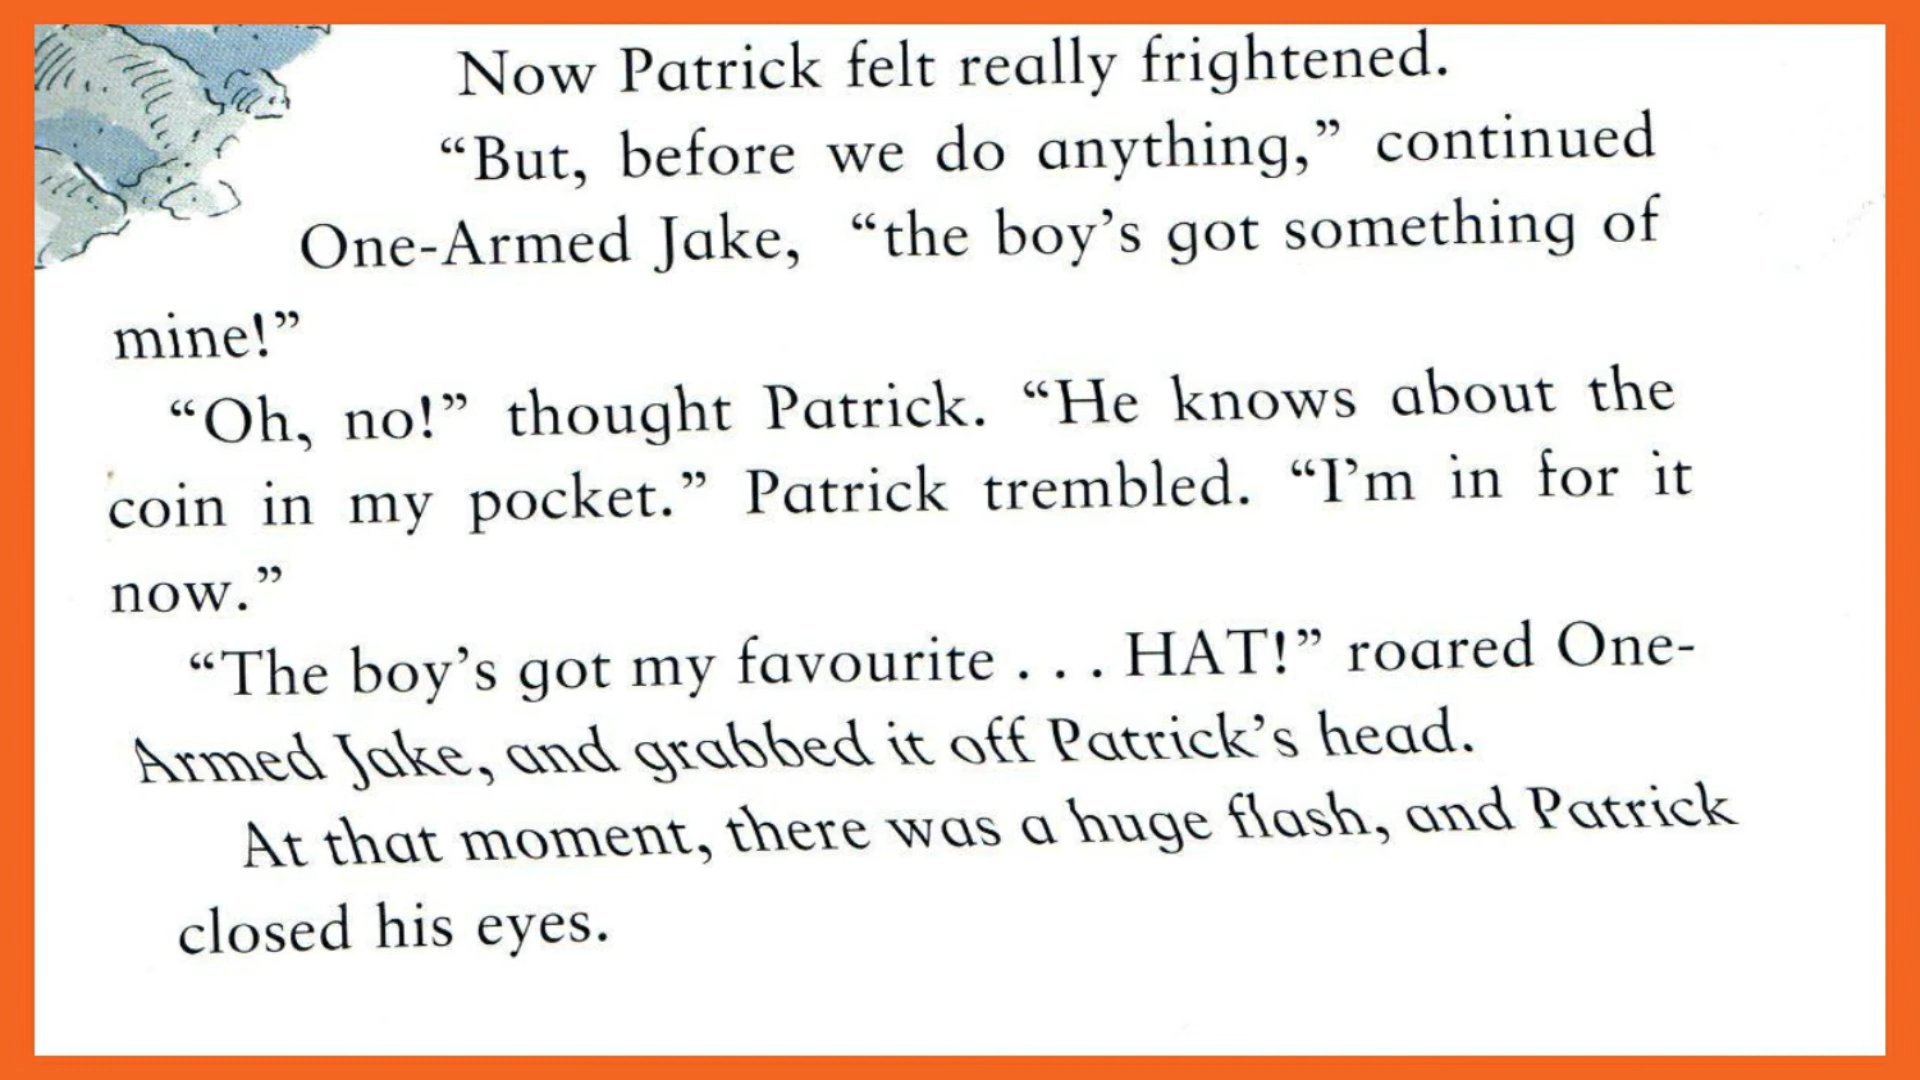 Now Patrick felt really frightened.
“But, before we do anything,” continued
One-Armed Jake, “the boy’s got something of
mine!”
“Oh, no!” thought Patrick. “He knows about the
coin in my pocket.” Patrick trembled. “I’m in for it
now.”
“The boy’s got my favourite . . . HAT!” roared One-
Armed Jake, and grabbed it off Patrick’s head.
At that moment, there was a huge flash, and Patrick
closed his eyes.